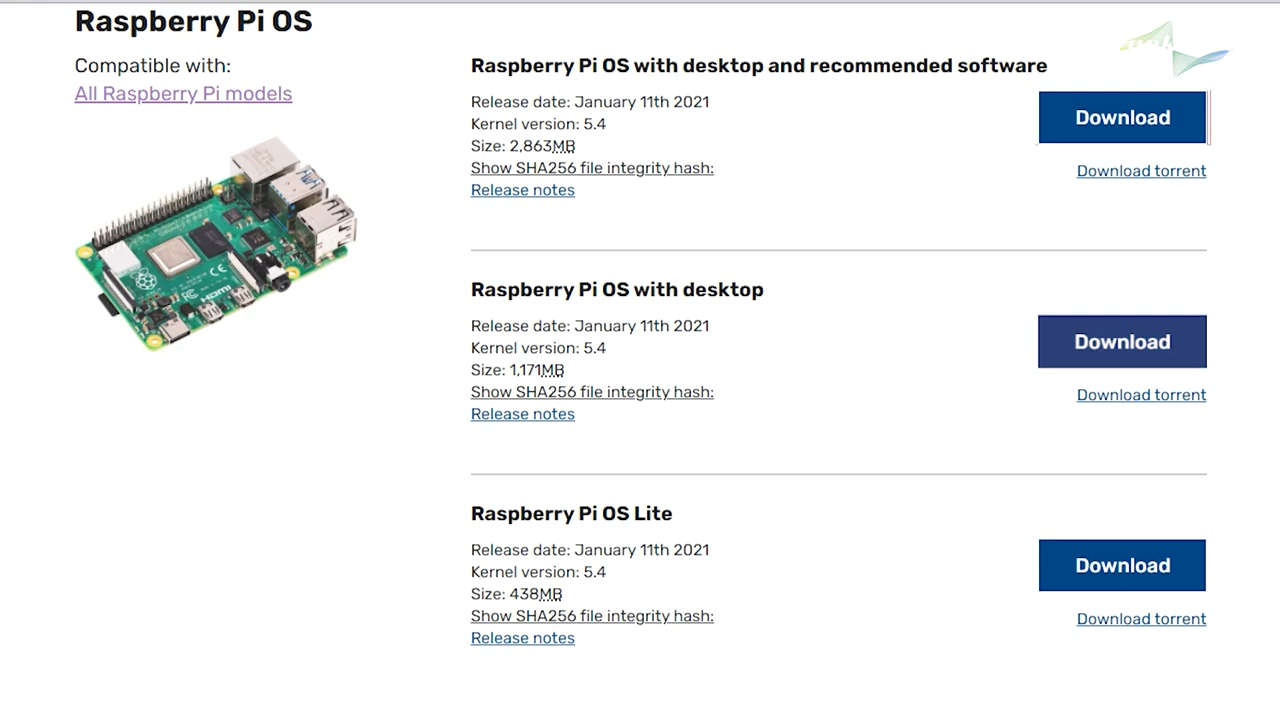 Raspberry Pi OS
Compatible with:
All Raspberry Pi models
Raspberry Pi OS with desktop and recommended software
Release date: January 11th 2021
Kernel version: 5.4
Size: 2,863MB
Show SHA256 file integrity hash:
Release notes
Download
Download torrent
Raspberry Pi OS with desktop
Release date: January 11th 2021
Kernel version: 5.4
Size: 1,171MB
Show SHA256 file integrity hash:
Release notes
Download
Download torrent
Raspberry Pi OS Lite
Release date: January 11th 2021
Kernel version: 5.4
Size: 438MB
Show SHA256 file integrity hash:
Release notes
Download
Download torrent
HDMI